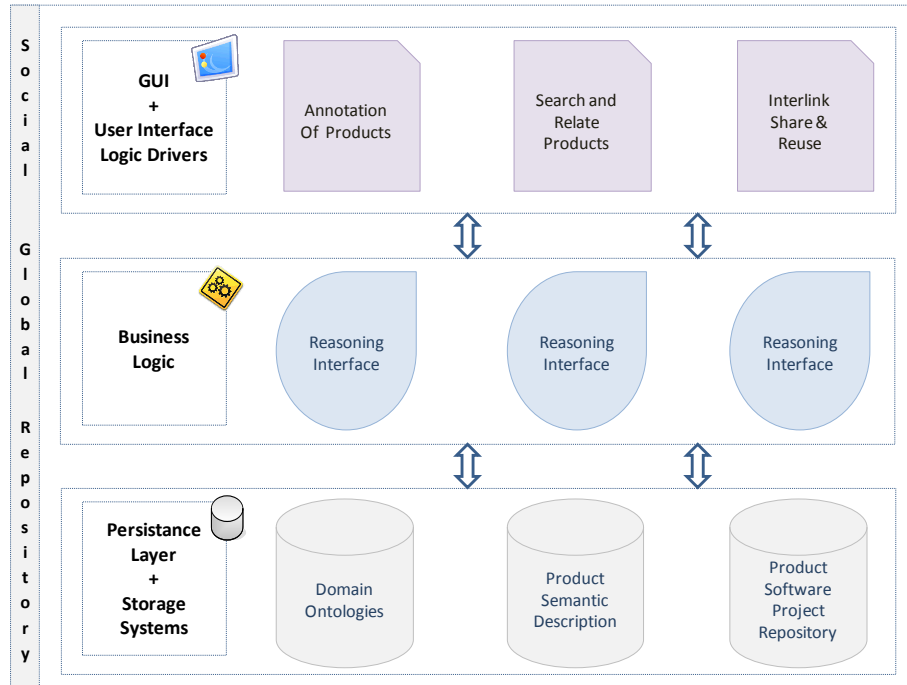 Social Global Repository
GUI
+
User Interface
Logic Drivers
Annotation
Of Products
Search and
Relate
Products
Interlink
Share &
Reuse
Business
Logic
Reasoning
Interface
Reasoning
Interface
Reasoning
Interface
Persistance
Layer
+
Storage
Systems
Domain
Ontologies
Product
Semantic
Description
Product
Software
Project
Repository